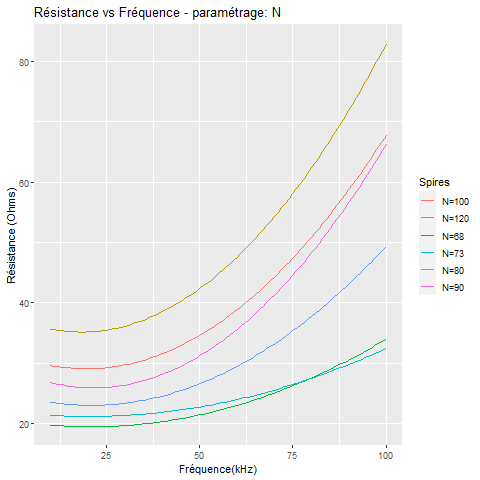 Résistance vs Fréquence - paramétrage: N
Résistance (Ohms)
80
60
40
20
25
50
75
100
Fréquence(kHz)
Spires
N=100
N=120
N=68
N=73
N=80
N=90